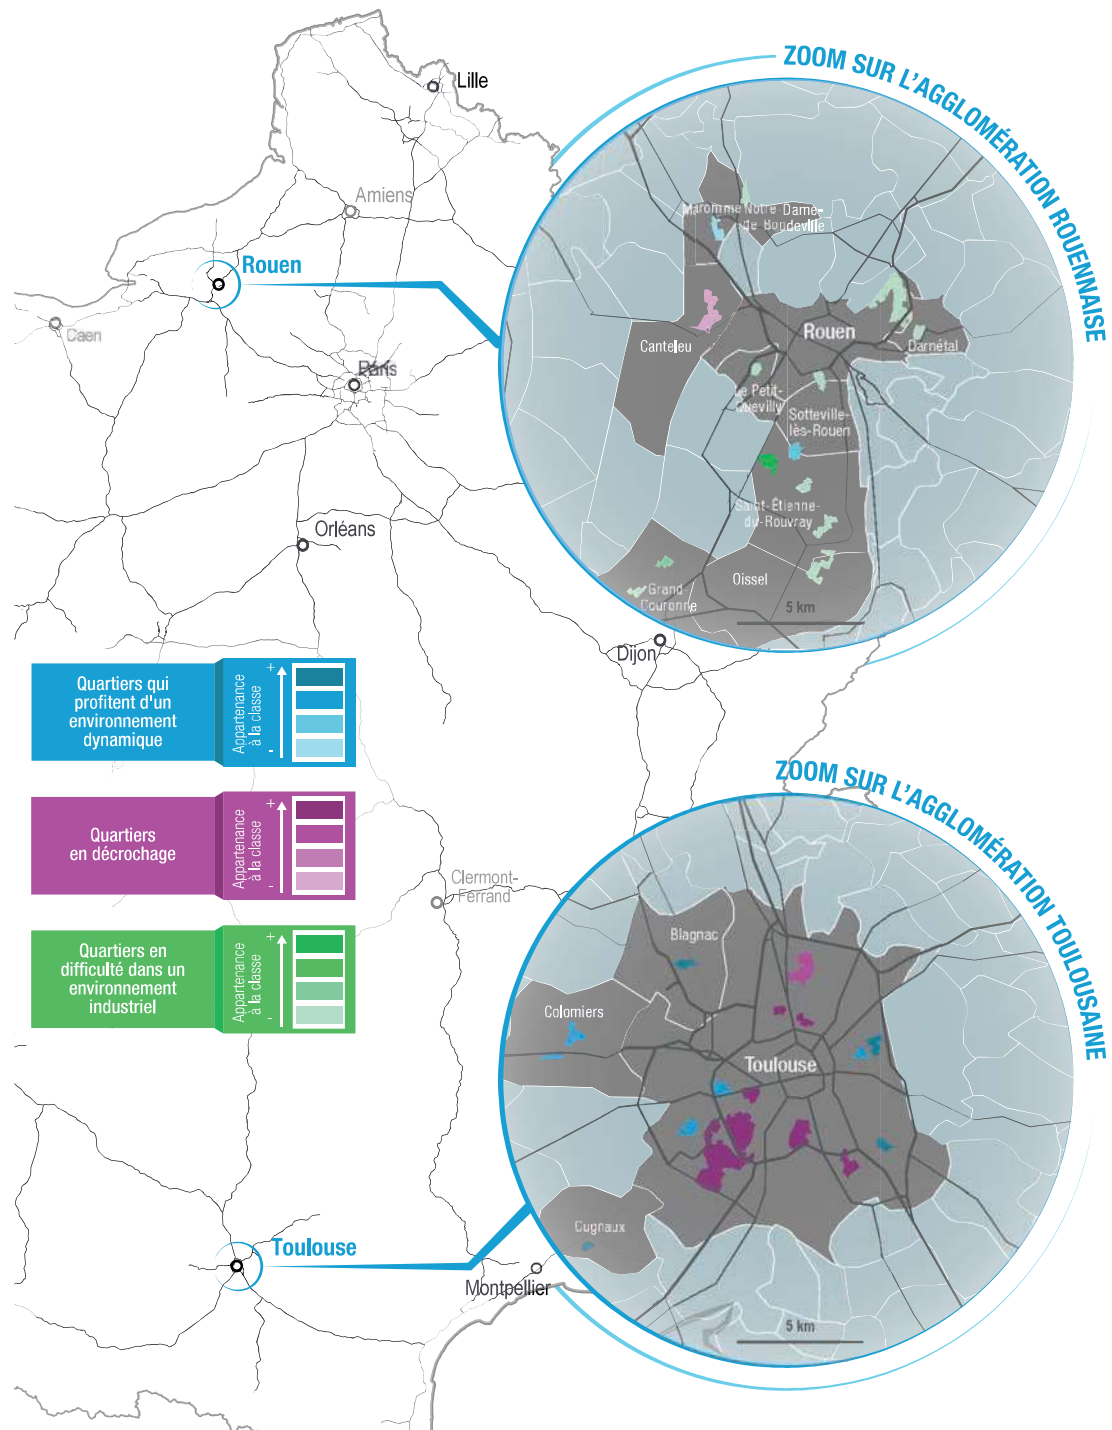 Lille
Amiens
Rouen
Caen
Paris
Orléans
Dijon
ZOOM SUR L'AGGLOMÉRATION ROUENNAISE
Maromme
Notre-Dame-
de-Bondeville
Rouen
Canteleu
Darnétal
Le Petit-
Quevilly
Sotteville-
lès-Rouen
Saint-Étienne-
du-Rouvray
Oissel
Grand-
Couronne
5 km
Quartiers qui
profitent d'un
environnement
dynamique
Appartenance
à la classe
+
-
Quartiers
en décrochage
Appartenance
à la classe
+
-
Quartiers en
difficulté dans un
environnement
industriel
Appartenance
à la classe
+
-
Clermont-
Ferrand
Toulouse
Montpellier
ZOOM SUR L'AGGLOMÉRATION TOULOUSAINE
Blagnac
Colomiers
Toulouse
Cugnaux
5 km